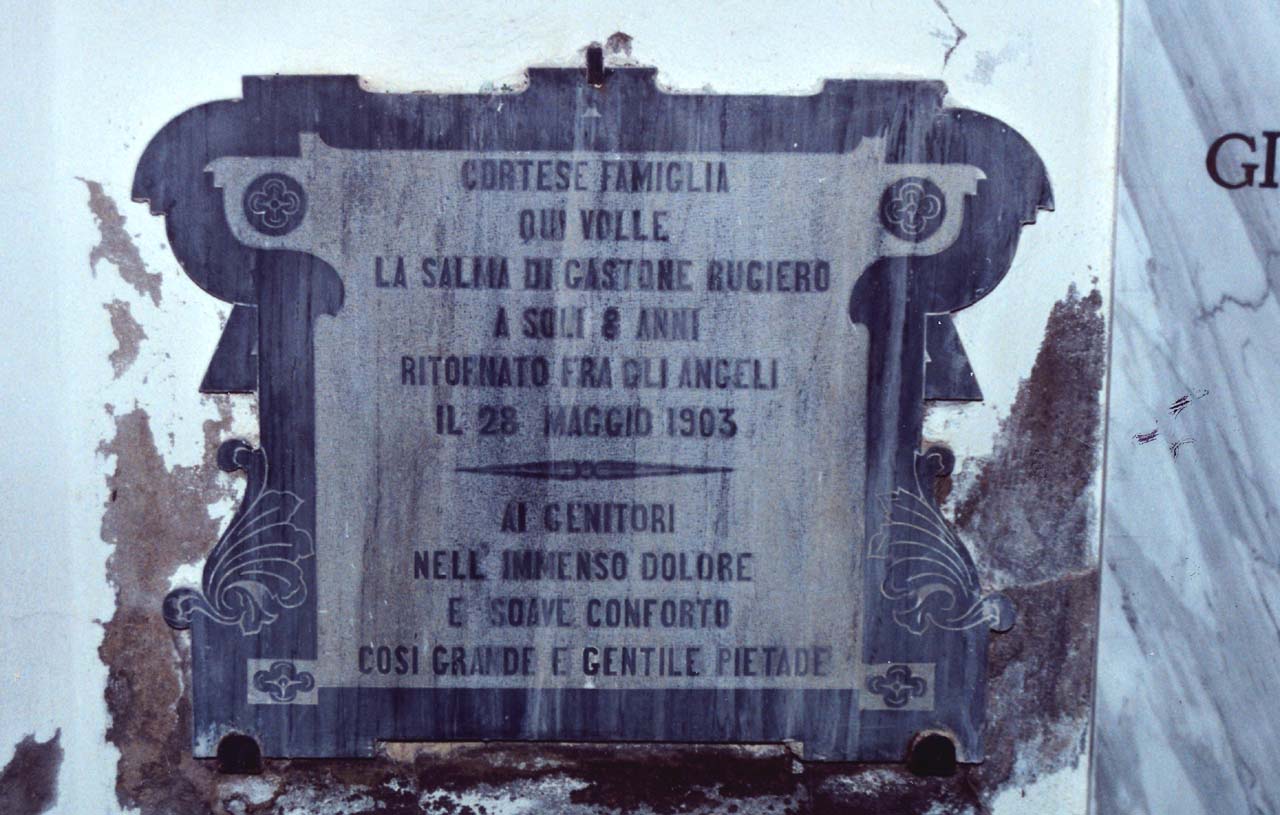 CORTESE FAMIGLIA
QUI VOLLE
LA SALMA DI GASTONE RUGIERO
A SOLI 8 ANNI
RITORNATO FRA GLI ANGELI
IL 28 MAGGIO 1903
AI GENITORI
NELL'IMMENSO DOLORE
E SOAVE CONFORTO
COSI GRANDE E GENTILE PIETADE
GI